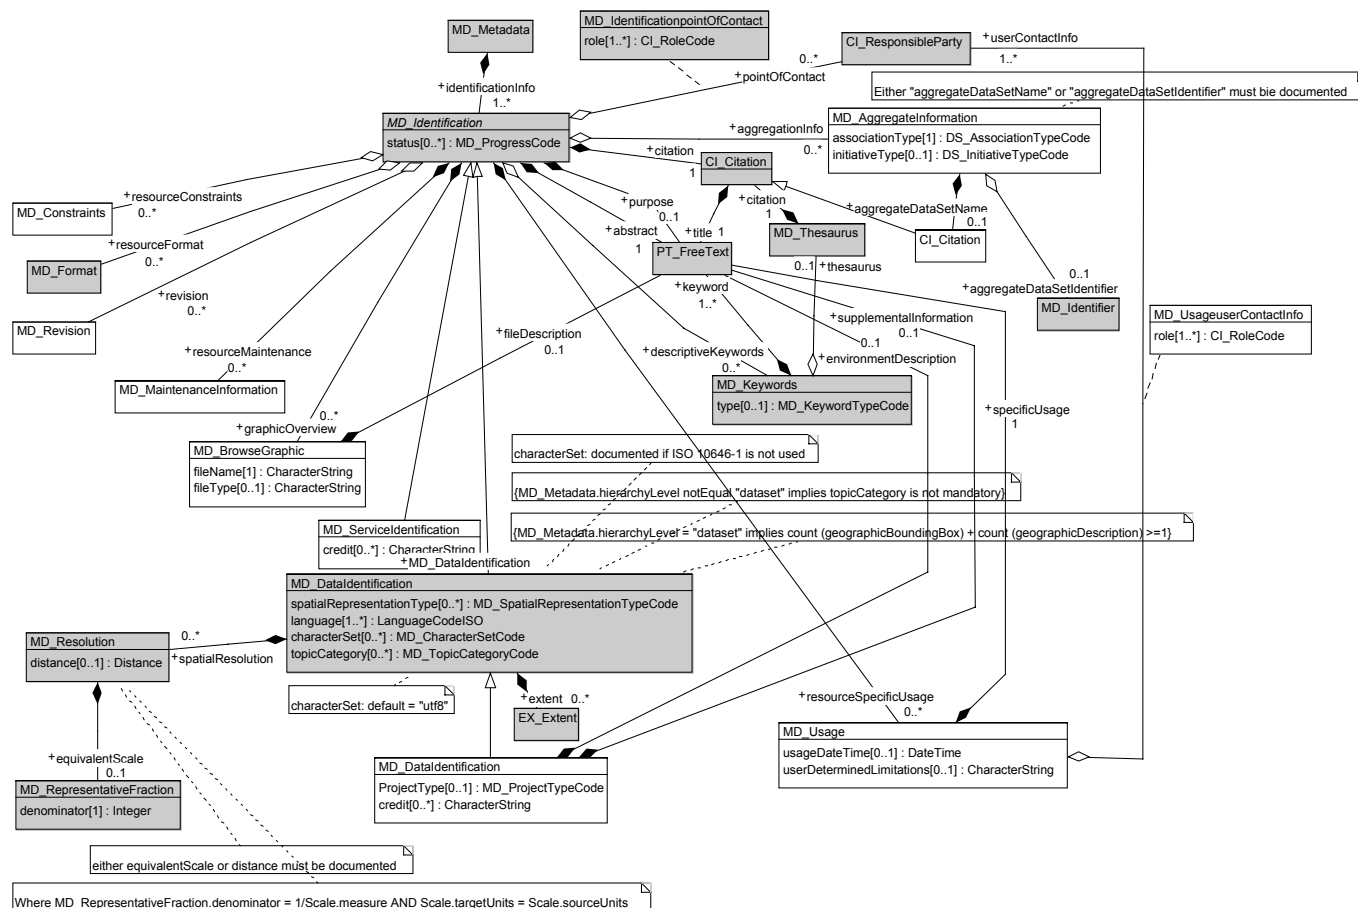 MD_Metadata
MD_IdentificationpointOfContact
role[1..*] : CI_RoleCode
CI_ResponsibleParty
+userContactInfo
1..*
0..*
+pointOfContact
+identificationInfo
1..*
Either "aggregateDataSetName" or "aggregateDataSetIdentifier" must bie documented
MD_Identification
status[0..*] : MD_ProgressCode
+aggregationInfo
0..*
MD_AggregateInformation
associationType[1] : DS_AssociationTypeCode
initiativeType[0..1] : DS_InitiativeTypeCode
+citation
1
CI_Citation
+resourceConstraints
0..*
MD_Constraints
+purpose
0..1
+citation
1
+aggregateDataSetName
0..1
CI_Citation
+abstract
1
+title
1
MD_Thesaurus
+resourceFormat
0..*
MD_Format
PT_FreeText
0..1
+thesaurus
0..1
+aggregateDataSetIdentifier
MD_Identifier
+keyword
1..*
+revision
0..*
MD_Revision
+fileDescription
0..1
+supplementalInformation
0..1
0..1
+environmentDescription
MD_UsageuserContactInfo
role[1..*] : CI_RoleCode
+resourceMaintenance
0..*
MD_MaintenanceInformation
+descriptiveKeywords
0..*
MD_Keywords
type[0..1] : MD_KeywordTypeCode
+specificUsage
1
0..*
+graphicOverview
MD_BrowseGraphic
fileName[1] : CharacterString
fileType[0..1] : CharacterString
characterSet: documented if ISO 10646-1 is not used
{MD_Metadata.hierarchyLevel notEqual "dataset" implies topicCategory is not mandatory}
{MD_Metadata.hierarchyLevel = "dataset" implies count (geographicBoundingBox) + count (geographicDescription) >=1}
MD_ServiceIdentification
credit[0..*] : CharacterString
+MD_DataIdentification
MD_DataIdentification
spatialRepresentationType[0..*] : MD_SpatialRepresentationTypeCode
language[1..*] : LanguageCodeISO
characterSet[0..*] : MD_CharacterSetCode
topicCategory[0..*] : MD_TopicCategoryCode
MD_Resolution
distance[0..1] : Distance
0..*
+spatialResolution
characterSet: default = "utf8"
+extent
0..*
EX_Extent
+resourceSpecificUsage
0..*
MD_Usage
usageDateTime[0..1] : DateTime
userDeterminedLimitations[0..1] : CharacterString
+equivalentScale
0..1
MD_RepresentativeFraction
denominator[1] : Integer
MD_DataIdentification
ProjectType[0..1] : MD_ProjectTypeCode
credit[0..*] : CharacterString
either equivalentScale or distance must be documented
Where MD_RepresentativeFraction.denominator = 1/Scale.measure AND Scale.targetUnits = Scale.sourceUnits